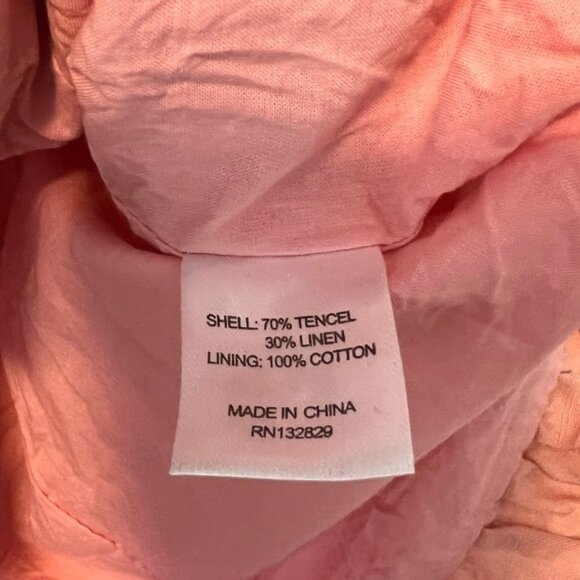 SHELL: 70% TENCEL
30% LINEN
LINING: 100% COTTON
MADE IN CHINA
RN132829